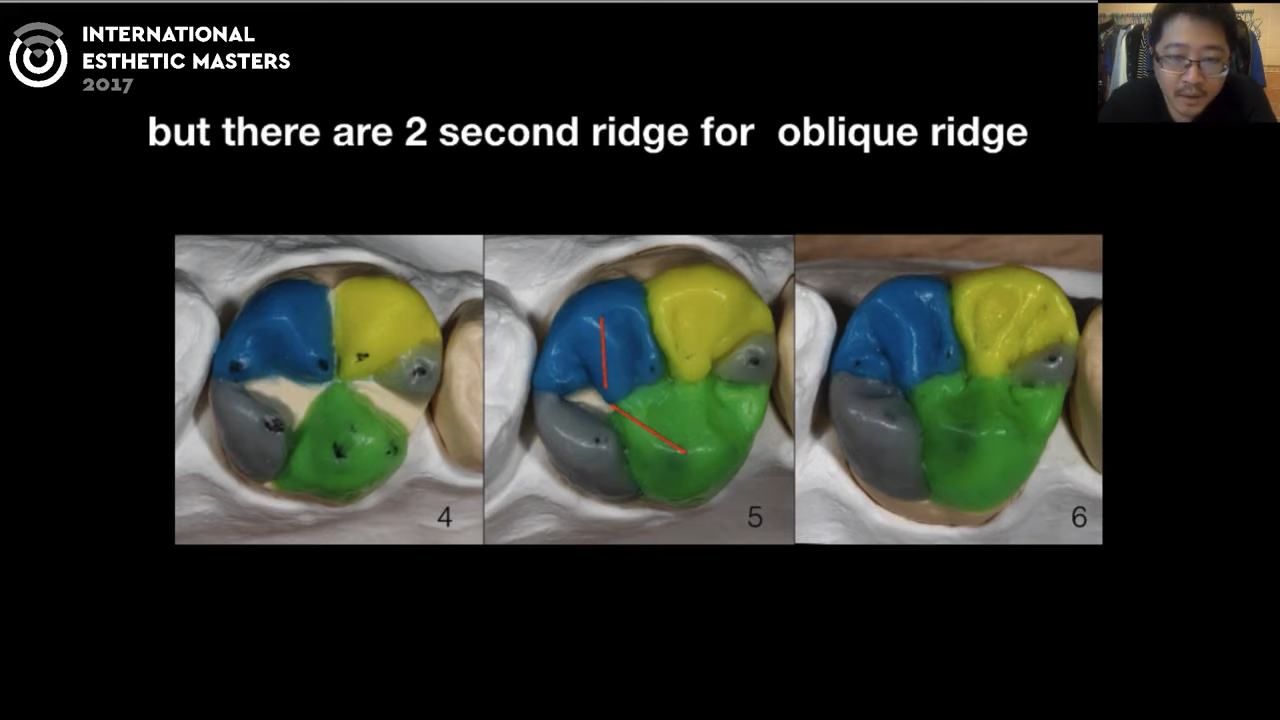 INTERNATIONAL
ESTHETIC MASTERS
2017
but there are 2 second ridge for oblique ridge
4
5
6